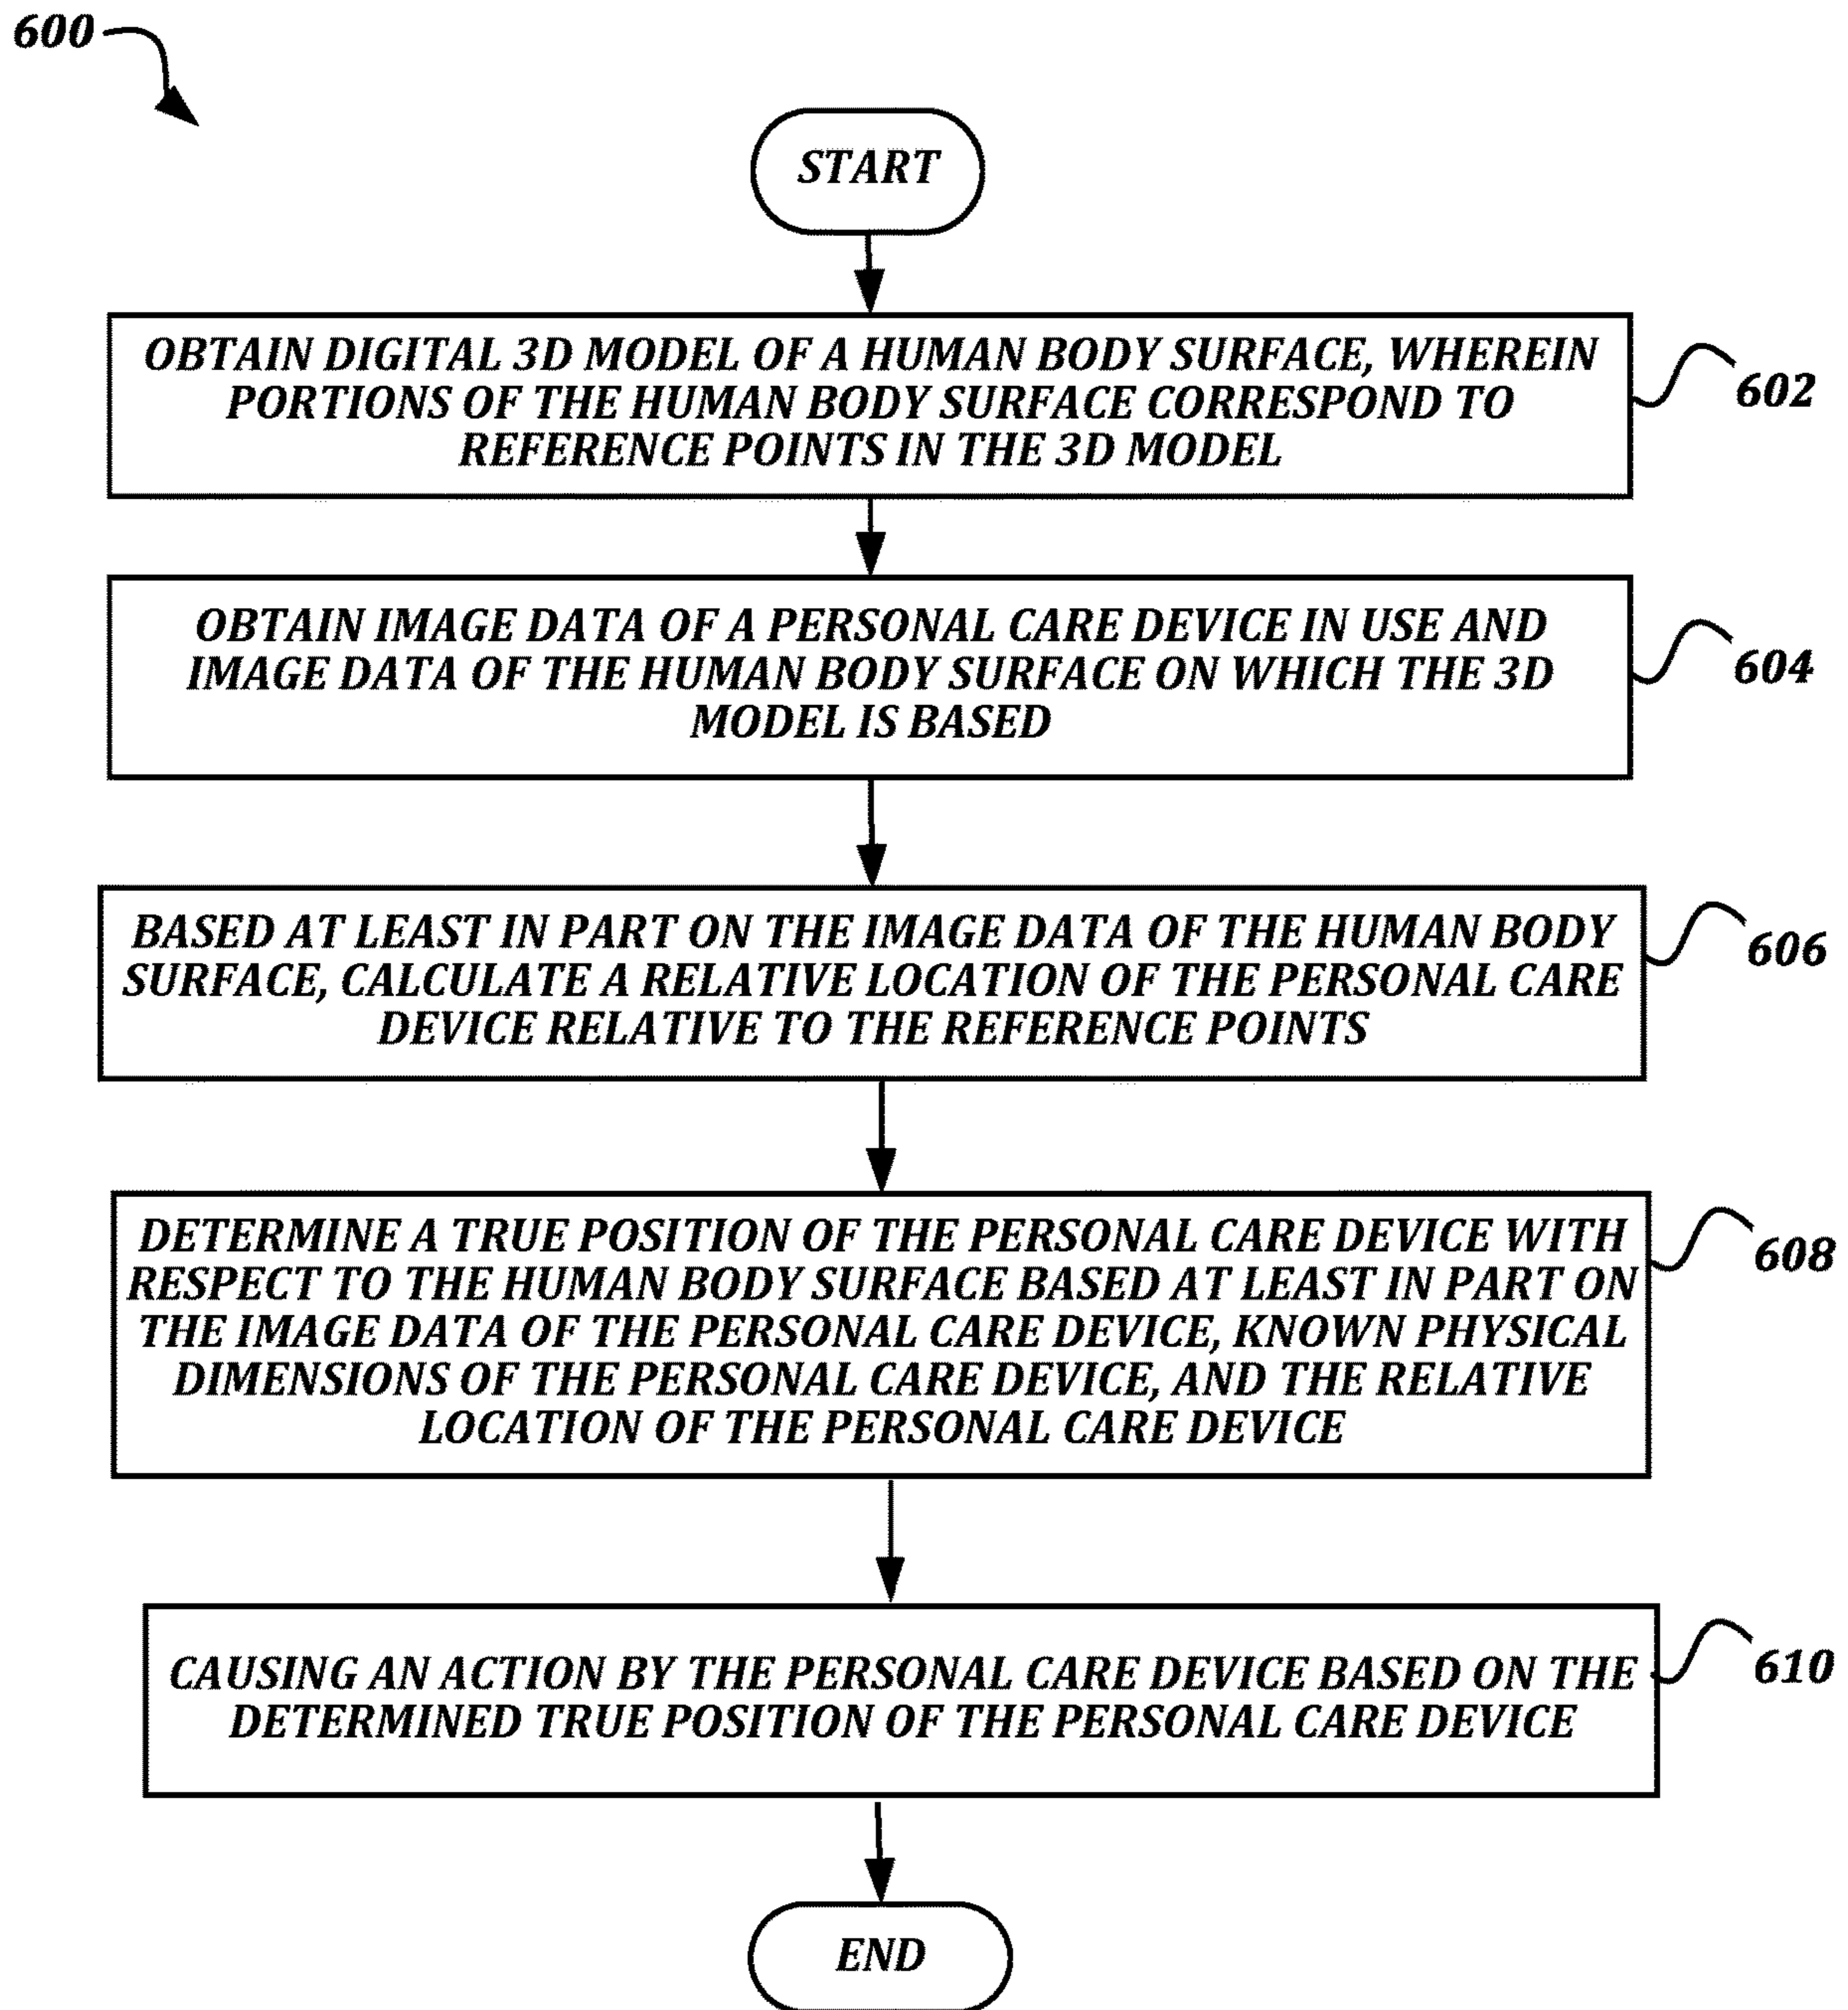 600
START
OBTAIN DIGITAL 3D MODEL OF A HUMAN BODY SURFACE, WHEREIN
PORTIONS OF THE HUMAN BODY SURFACE CORRESPOND TO
REFERENCE POINTS IN THE 3D MODEL
602
OBTAIN IMAGE DATA OF A PERSONAL CARE DEVICE IN USE AND
IMAGE DATA OF THE HUMAN BODY SURFACE ON WHICH THE 3D
MODEL IS BASED
604
BASED AT LEAST IN PART ON THE IMAGE DATA OF THE HUMAN BODY
SURFACE, CALCULATE A RELATIVE LOCATION OF THE PERSONAL CARE
DEVICE RELATIVE TO THE REFERENCE POINTS
606
DETERMINE A TRUE POSITION OF THE PERSONAL CARE DEVICE WITH
RESPECT TO THE HUMAN BODY SURFACE BASED AT LEAST IN PART ON
THE IMAGE DATA OF THE PERSONAL CARE DEVICE, KNOWN PHYSICAL
DIMENSIONS OF THE PERSONAL CARE DEVICE, AND THE RELATIVE
LOCATION OF THE PERSONAL CARE DEVICE
608
CAUSING AN ACTION BY THE PERSONAL CARE DEVICE BASED ON THE
DETERMINED TRUE POSITION OF THE PERSONAL CARE DEVICE
610
END